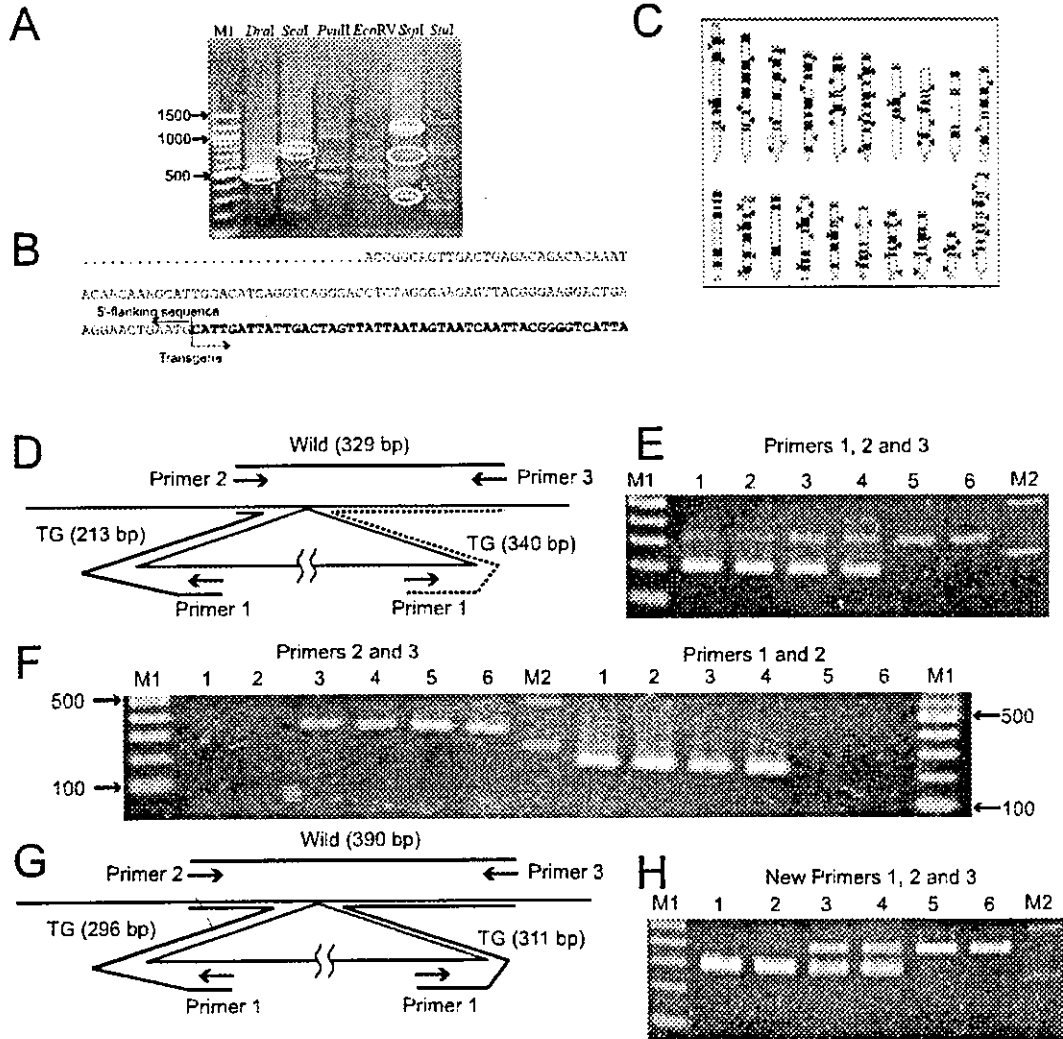 A
M1 DraI ScaI PvuII EcoRV SspI StuI
1500
1000
500
B
ACCGGCAGTTGACTGAGACAGACACAAAT
5'-flanking sequence
CATTGATTATTGACTAGTTATTAATAGTAATCAATTACGGGGTCATTA
Transgene
C
D
Wild (329 bp)
Primer 2
Primer 3
TG (213 bp)
TG (340 bp)
Primer 1
Primer 1
E
Primers 1, 2 and 3
M1 1 2 3 4 5 6 M2
F
Primers 2 and 3
Primers 1 and 2
M1 1 2 3 4 5 6 M2 1 2 3 4 5 6 M1
500
100
500
100
G
Wild (390 bp)
Primer 2
Primer 3
TG (296 bp)
TG (311 bp)
Primer 1
Primer 1
H
New Primers 1, 2 and 3
M1 1 2 3 4 5 6 M2